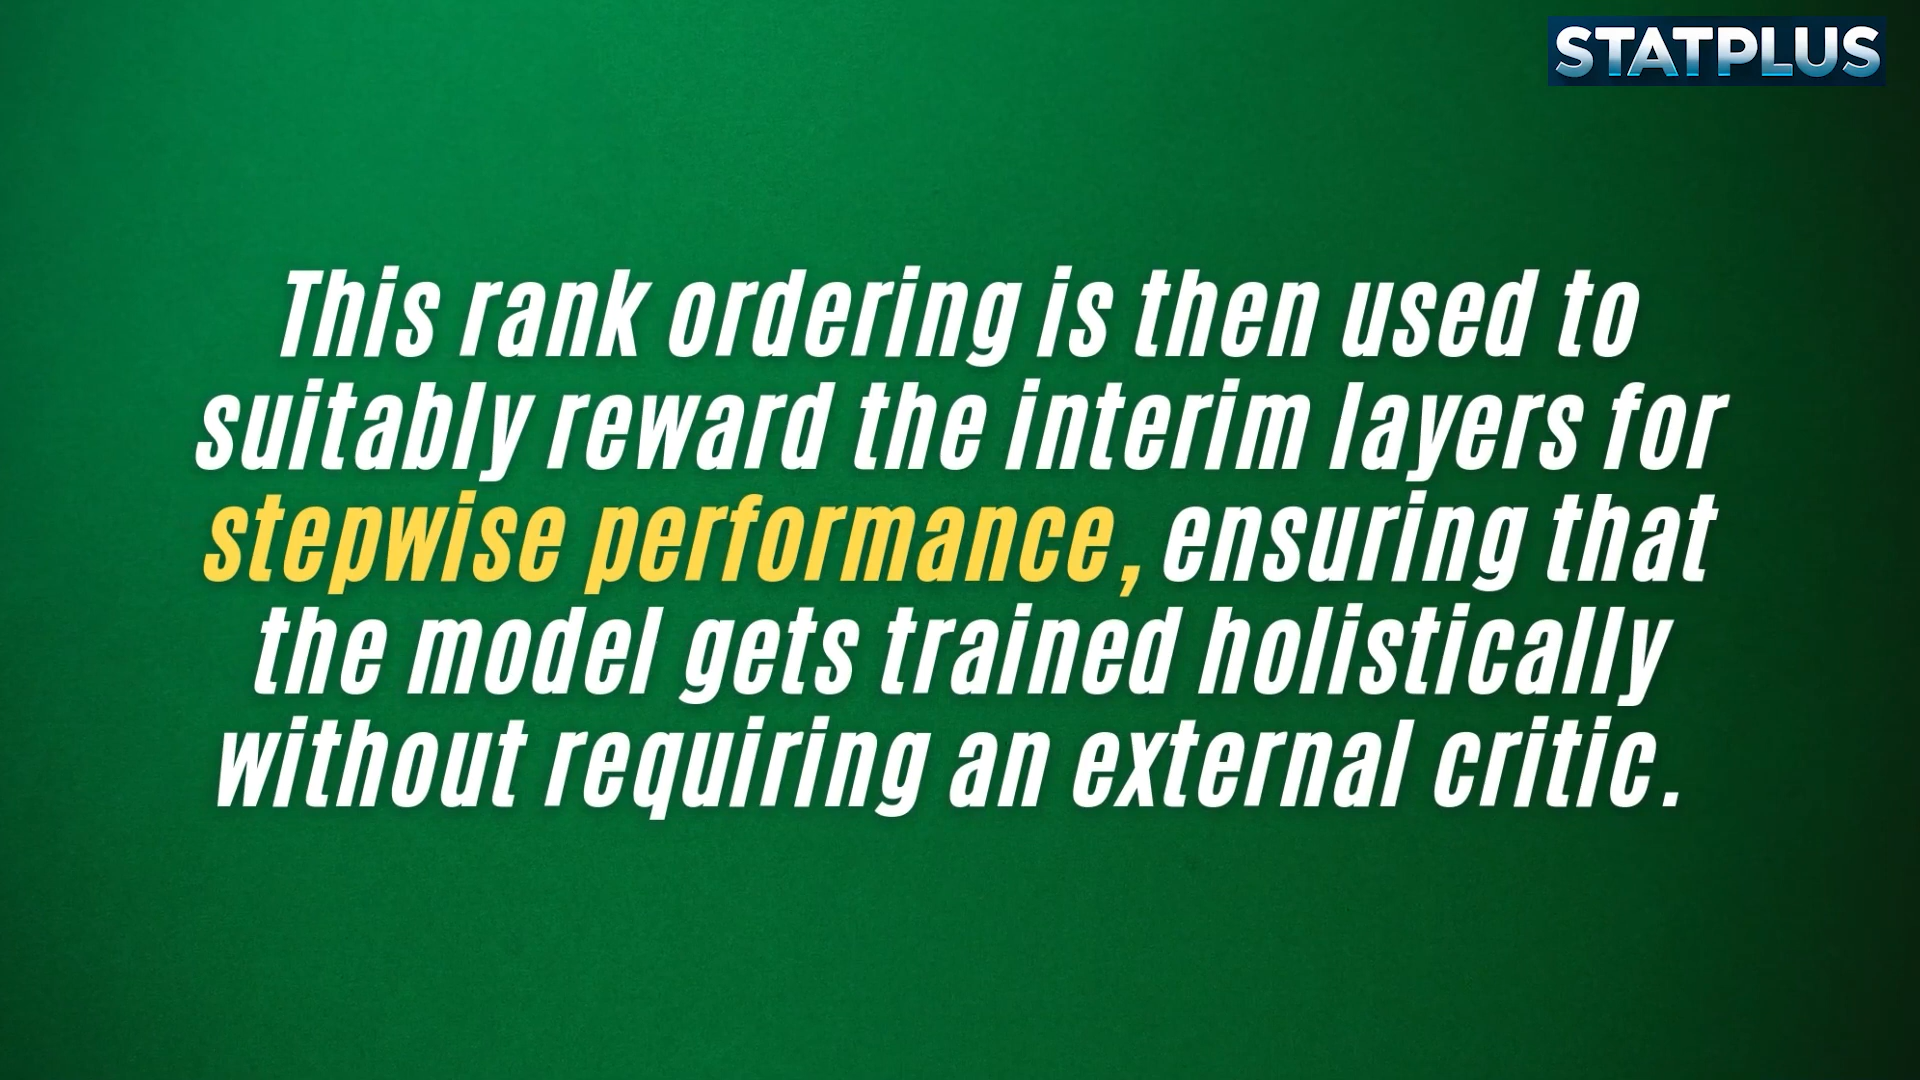 STATPLUS
This rank ordering is then used to
suitably reward the interim layers for
stepwise performance, ensuring that
the model gets trained holistically
without requiring an external critic.